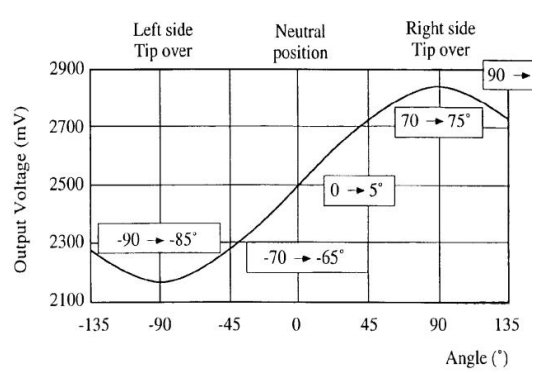 Left side
Tip over
Neutral
position
Right side
Tip over
2900
2700
2500
2300
2100
Output Voltage (mV)
90 →
70 → 75°
0 → 5°
-90 → -85°
-70 → -65°
-135 -90 -45 0 45 90 135
Angle (°)